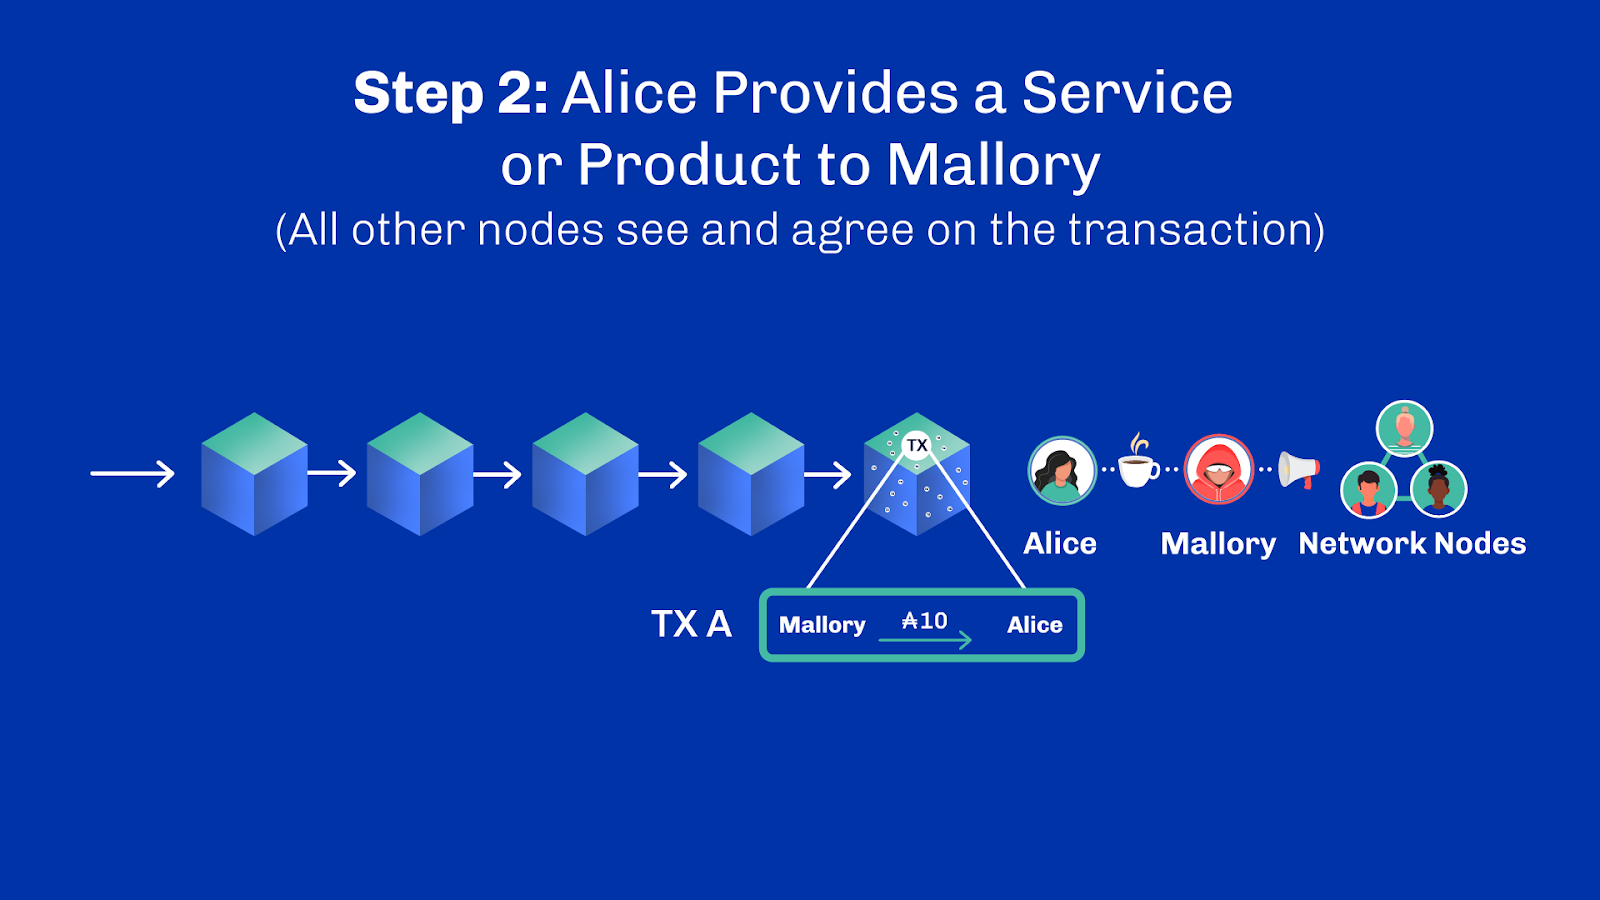 Step 2: Alice Provides a Service
or Product to Mallory
(All other nodes see and agree on the transaction)
TX
Alice
Mallory
Network Nodes
TX A
Mallory
₳10
Alice